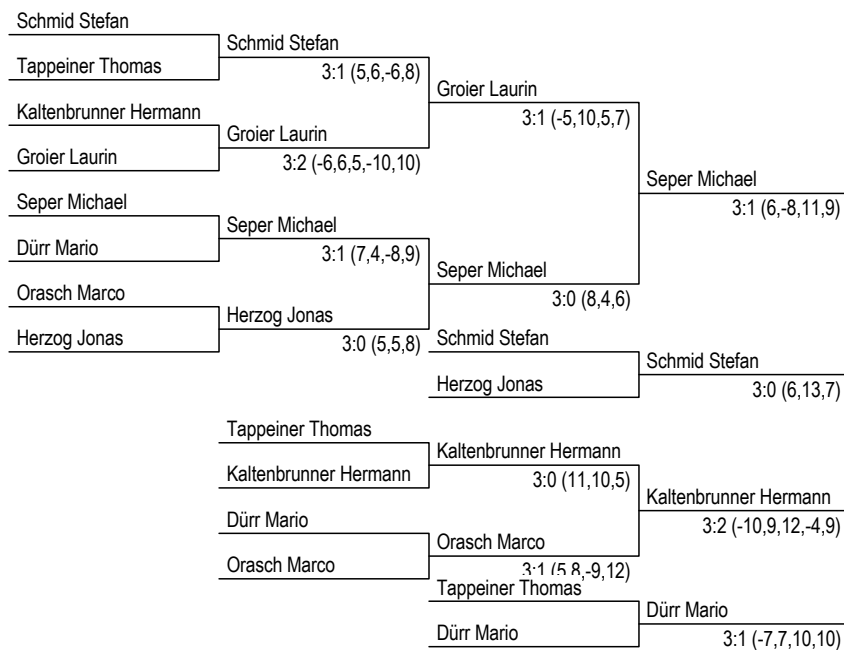 Schmid Stefan
Schmid Stefan
Tappeiner Thomas
3:1 (5,6,-6,8)
Groier Laurin
Kaltenbrunner Hermann
3:1 (-5,10,5,7)
Groier Laurin
Groier Laurin
3:2 (-6,6,5,-10,10)
Seper Michael
Seper Michael
3:1 (6,-8,11,9)
Seper Michael
Dürr Mario
3:1 (7,4,-8,9)
Seper Michael
Orasch Marco
3:0 (8,4,6)
Herzog Jonas
Herzog Jonas
3:0 (5,5,8)
Schmid Stefan
Schmid Stefan
Herzog Jonas
3:0 (6,13,7)
Tappeiner Thomas
Kaltenbrunner Hermann
Kaltenbrunner Hermann
3:0 (11,10,5)
Kaltenbrunner Hermann
Dürr Mario
3:2 (-10,9,12,-4,9)
Orasch Marco
Orasch Marco
3:1 (5,8,-9,12)
Tappeiner Thomas
Dürr Mario
Dürr Mario
3:1 (-7,7,10,10)